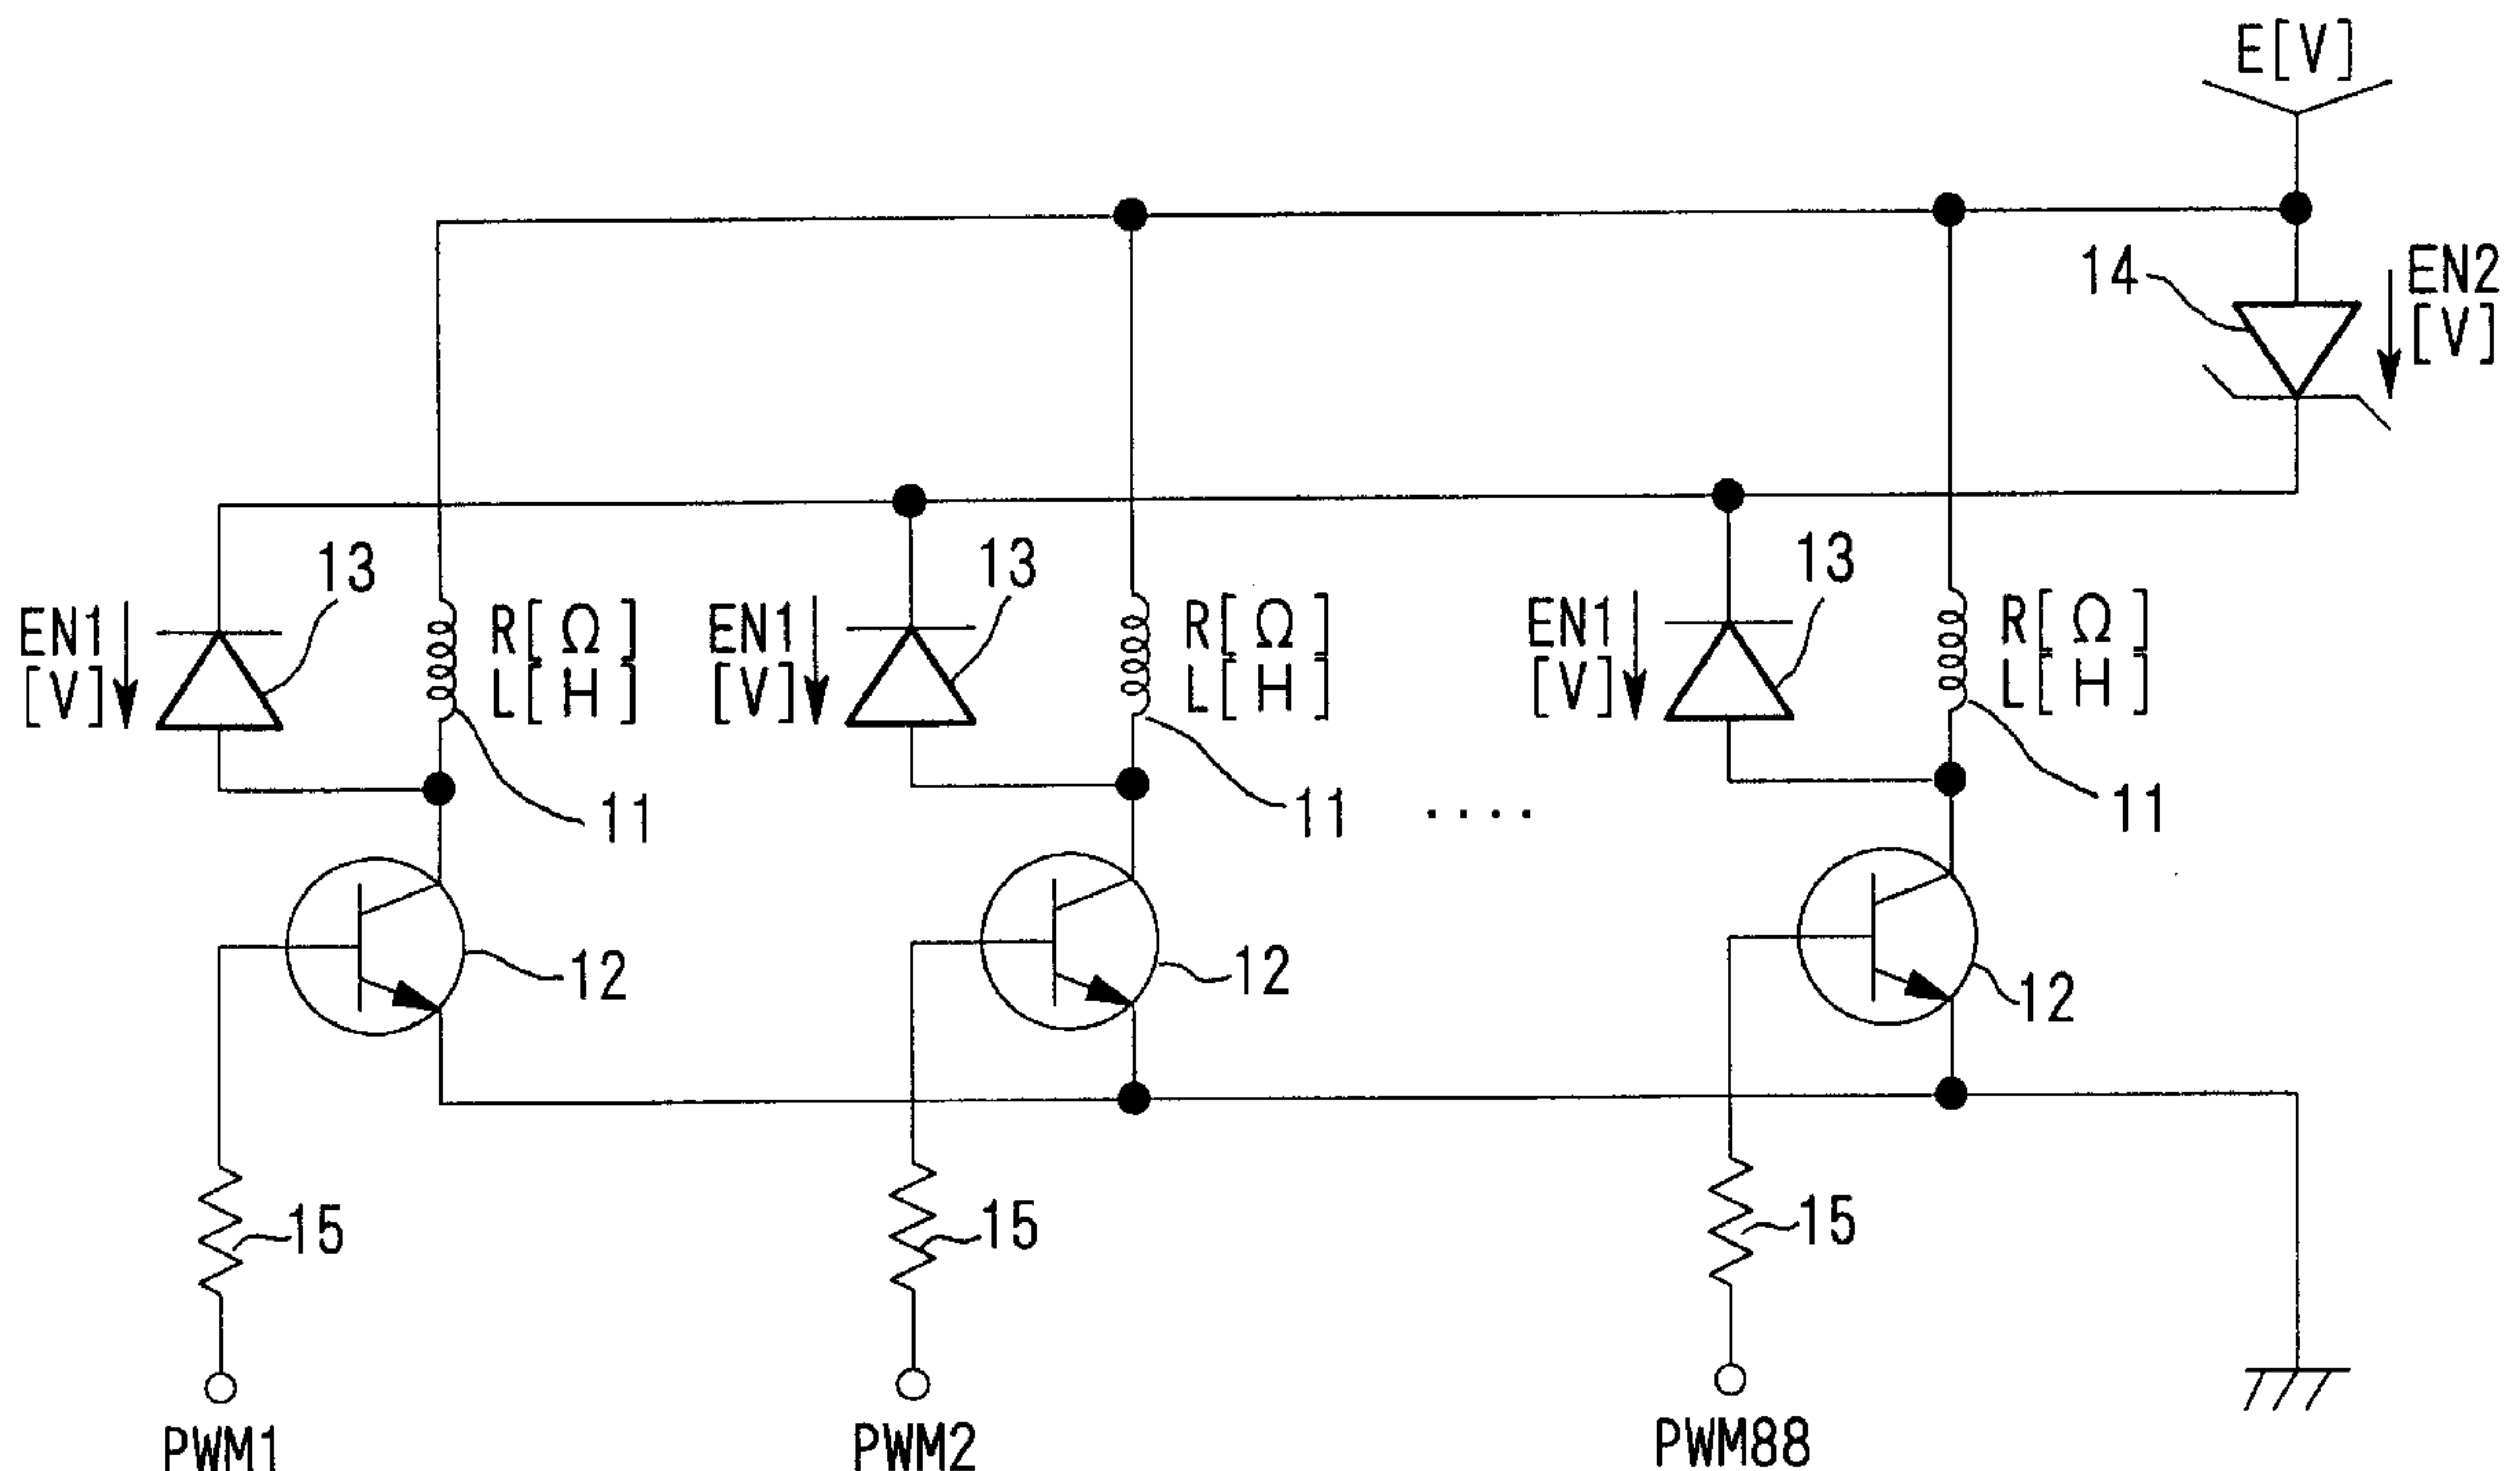 E[V]
14
EN2
[V]
13
13
13
EN1
[V]
R[Ω]
L[H]
EN1
[V]
R[Ω]
L[H]
EN1
[V]
R[Ω]
L[H]
11
11
....
11
12
12
12
15
15
15
PWM1
PWM2
PWM88